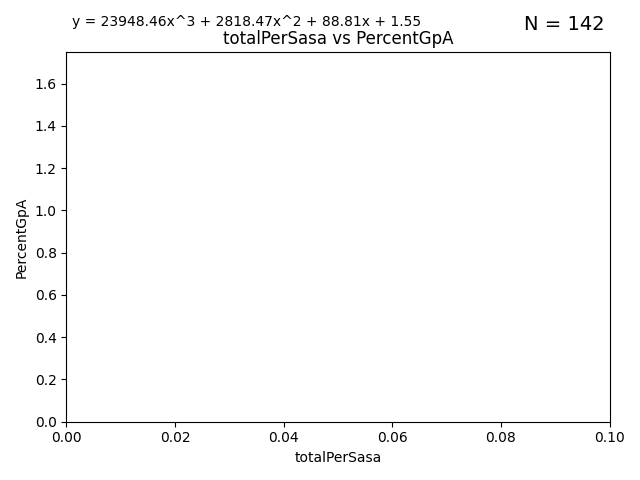 y = 23948.46x^3 + 2818.47x^2 + 88.81x + 1.55
N = 142
totalPerSasa vs PercentGpA
PercentGpA
1.6
1.4
1.2
1.0
0.8
0.6
0.4
0.2
0.0
0.00 0.02 0.04 0.06 0.08 0.10
totalPerSasa